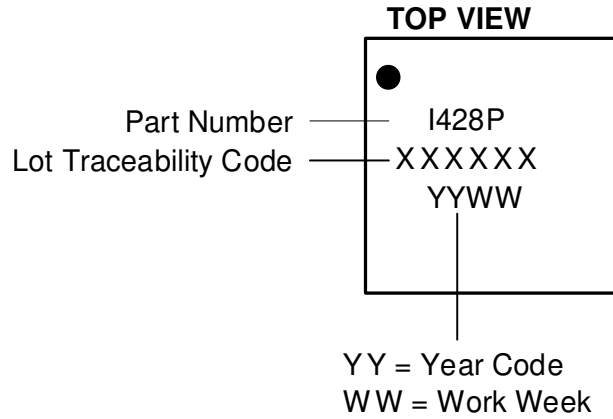 TOP VIEW
Part Number
I428P
Lot Traceability Code
XXXXXX
YYWW
YY = Year Code
WW = Work Week